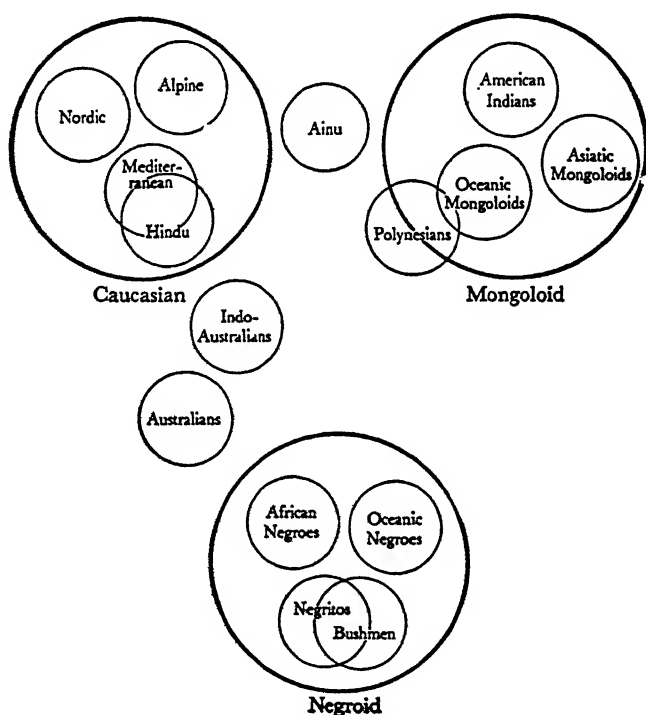 Nordic
Alpine
Mediter-
ranean
Hindu
Caucasian
Ainu
American
Indians
Asiatic
Mongoloids
Oceanic
Mongoloids
Polynesians
Mongoloid
Indo-
Australians
Australians
African
Negroes
Oceanic
Negroes
Negritos
Bushmen
Negroid